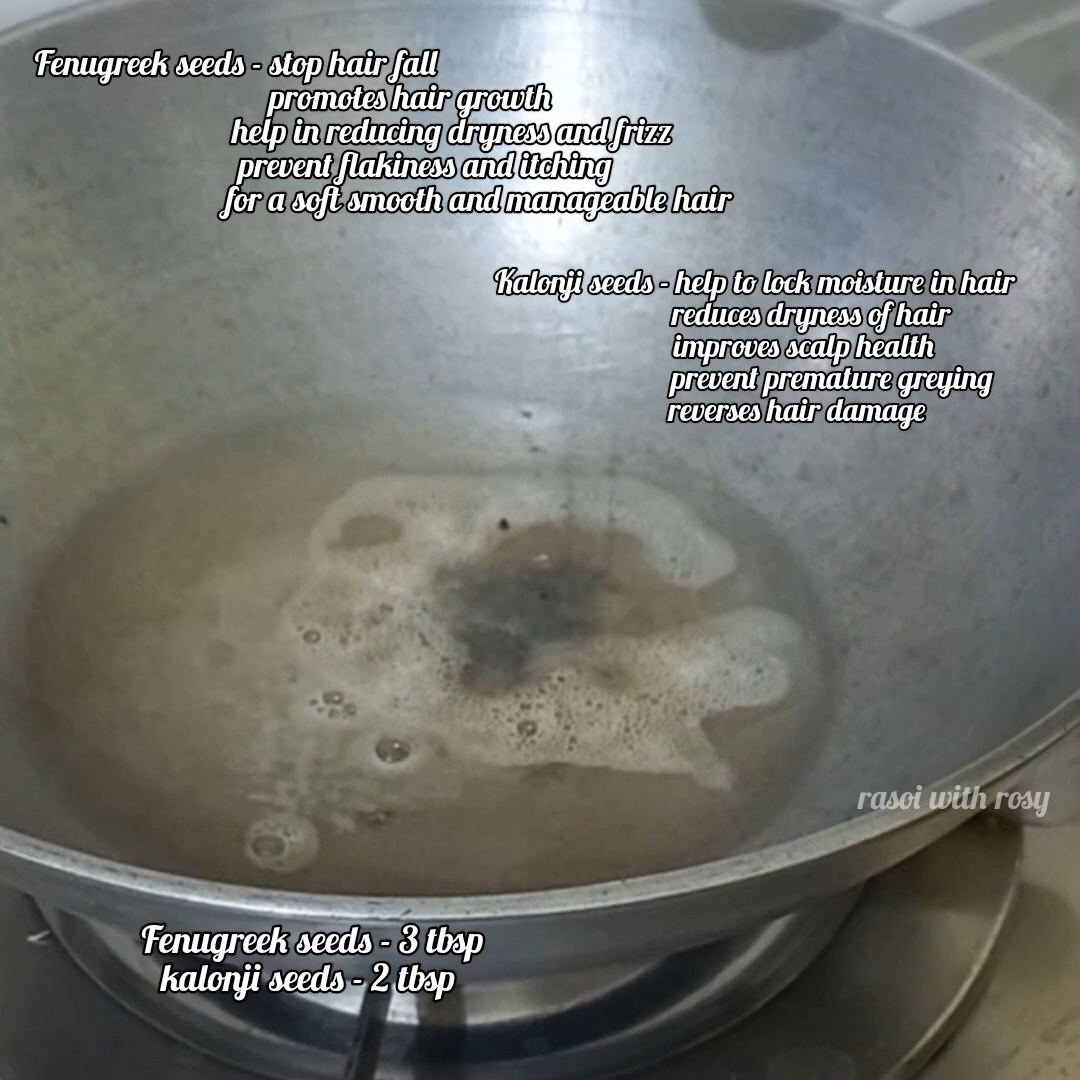 Fenugreek seeds - stop hair fall
promotes hair growth
help in reducing dryness and frizz
prevent flakiness and itching
for a soft smooth and manageable hair
Kalonji seeds - help to lock moisture in hair
reduces dryness of hair
improves scalp health
prevent premature greying
reverses hair damage
rasoi with rosy
Fenugreek seeds - 3 tbsp
kalonji seeds - 2 tbsp